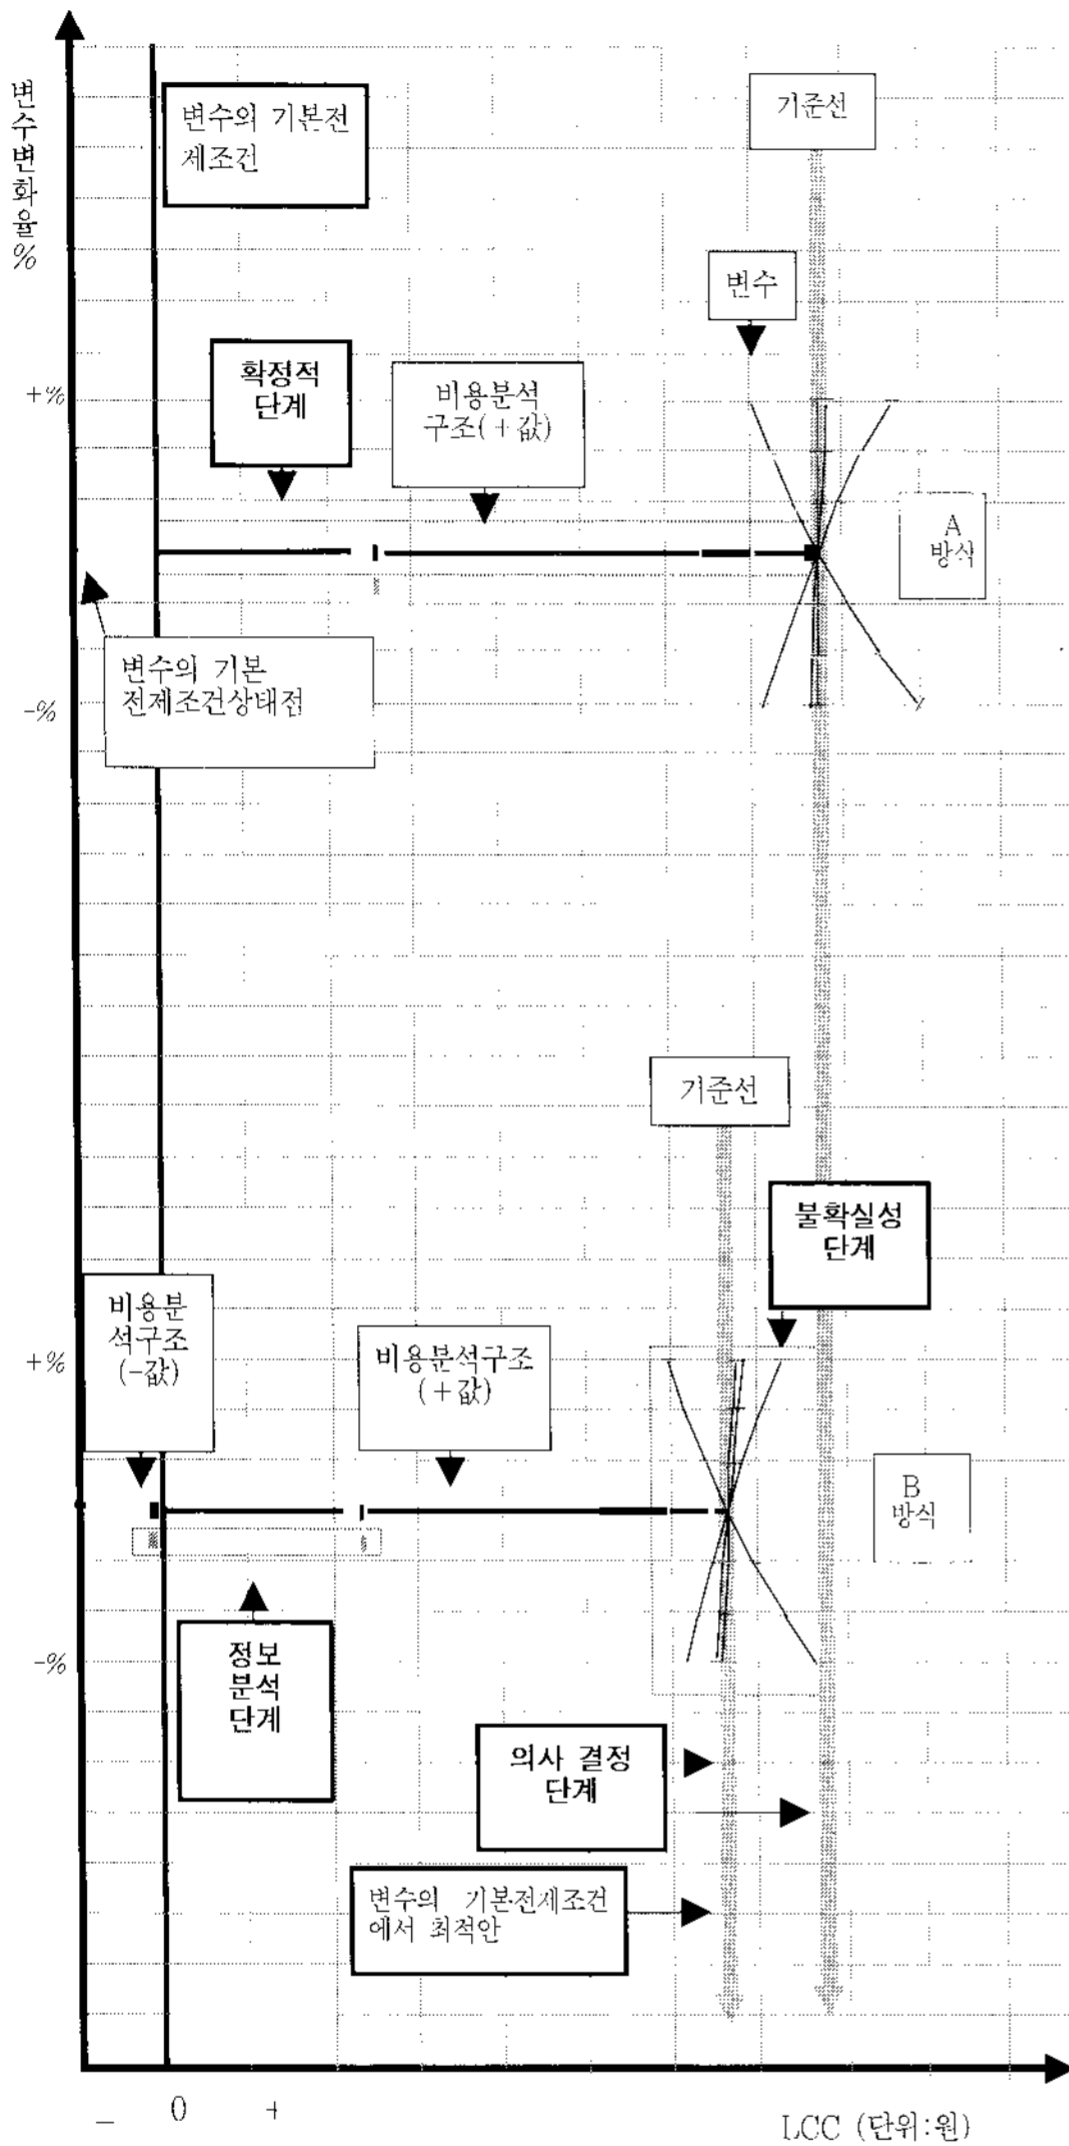 변수변화율%
변수의 기본전
제조건
기준선
변수
+%
확정적
단계
비용분석
구조(+값)
A
방식
변수의 기본
전제조건상태점
-%
기준선
불확실성
단계
비용분
석구조
(-값)
+%
비용분석구조
(+값)
B
방식
-%
정보
분석
단계
의사 결정
단계
변수의 기본전제조건
에서 최적안
_ 0 +
LCC (단위:원)